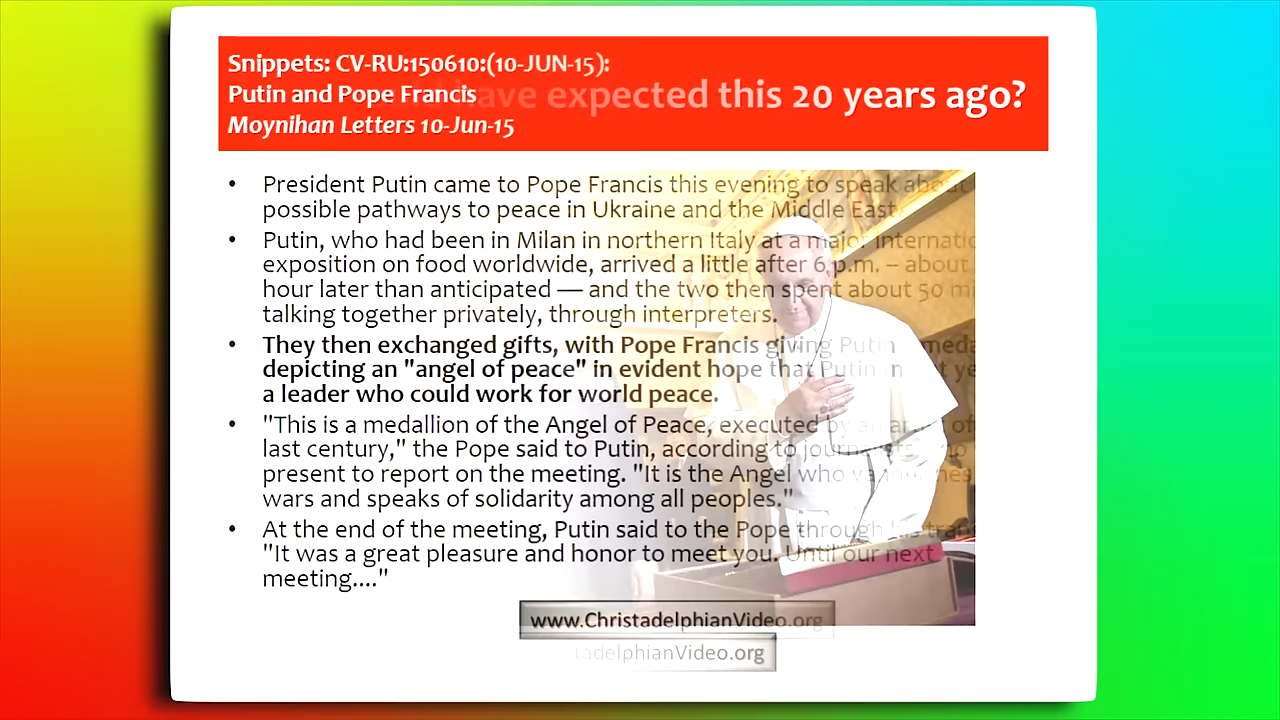 Snippets: CV-RU:150610:(10-JUN-15):
Putin and Pope Francis
have expected this 20 years ago?
Moynihan Letters 10-Jun-15
• President Putin came to Pope Francis this evening to speak about
possible pathways to peace in Ukraine and the Middle East.
• Putin, who had been in Milan in northern Italy at a major
exposition on food worldwide, arrived a little after 6 p.m. – about
hour later than anticipated — and the two then spent about 50
talking together privately, through interpreters.
• They then exchanged gifts, with Pope Francis giving Putin
depicting an "angel of peace" in evident hope that Putin
a leader who could work for world peace.
• "This is a medallion of the Angel of Peace, executed by an
last century," the Pope said to Putin, according to
present to report on the meeting. "It is the Angel who
wars and speaks of solidarity among all peoples."
• At the end of the meeting, Putin said to the Pope through his
"It was a great pleasure and honor to meet you. Until our next
meeting...."
www.ChristadelphianVideo.org
tadelphianVideo.org